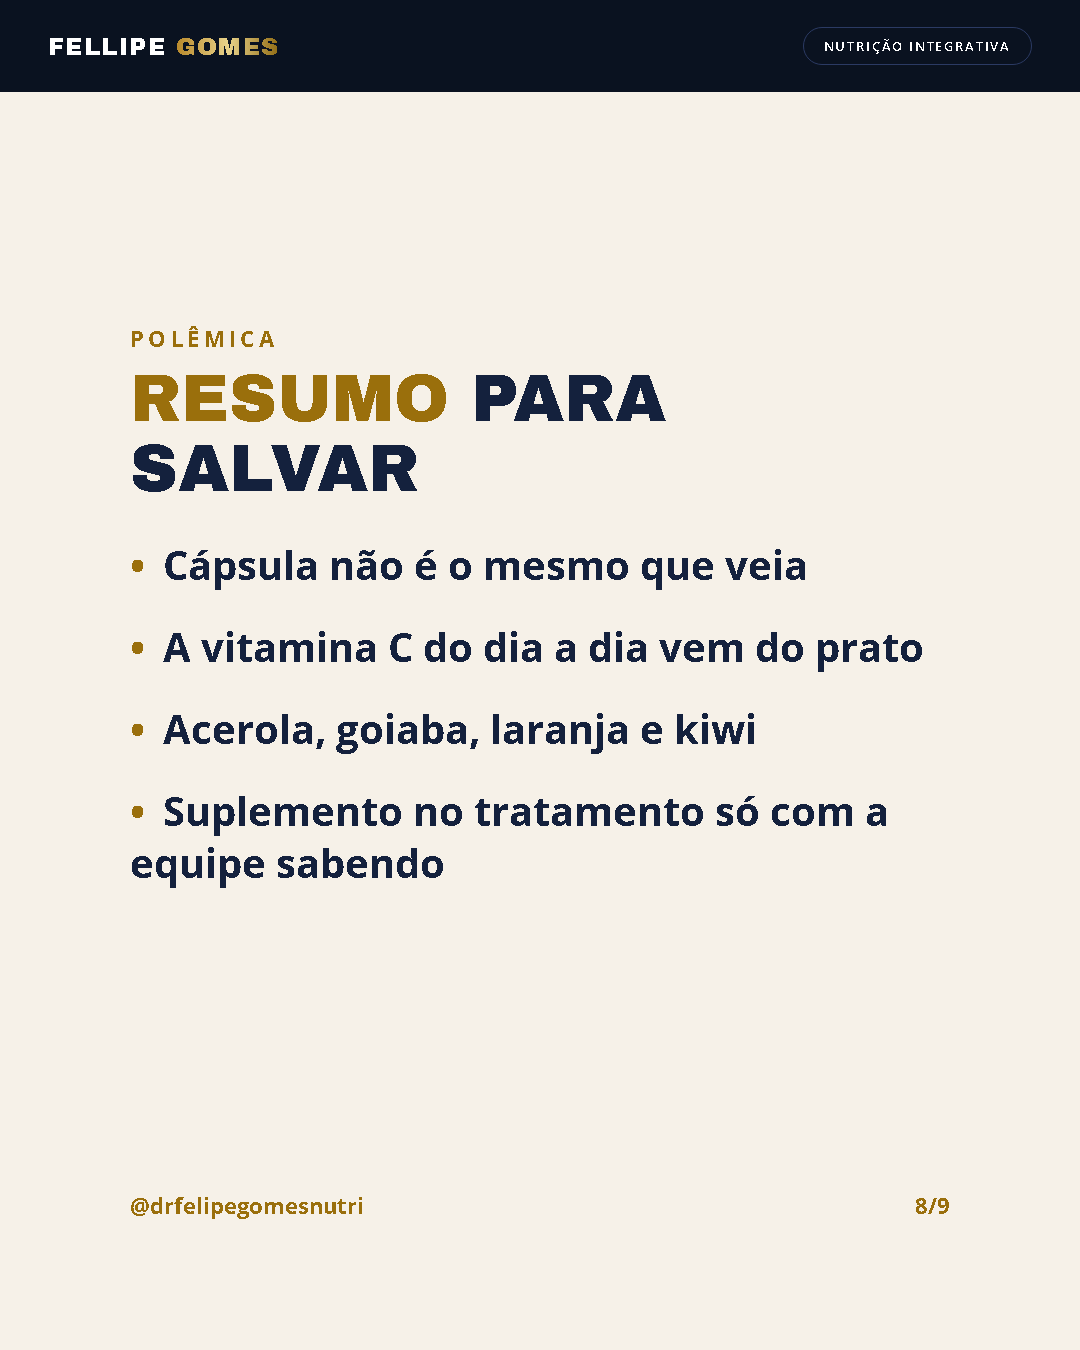 FELLIPE GOMES
NUTRIÇÃO INTEGRATIVA
POLÊMICA
RESUMO PARA
SALVAR
• Cápsula não é o mesmo que veia
• A vitamina C do dia a dia vem do prato
• Acerola, goiaba, laranja e kiwi
• Suplemento no tratamento só com a
equipe sabendo
@drfelipegomesnutri
8/9